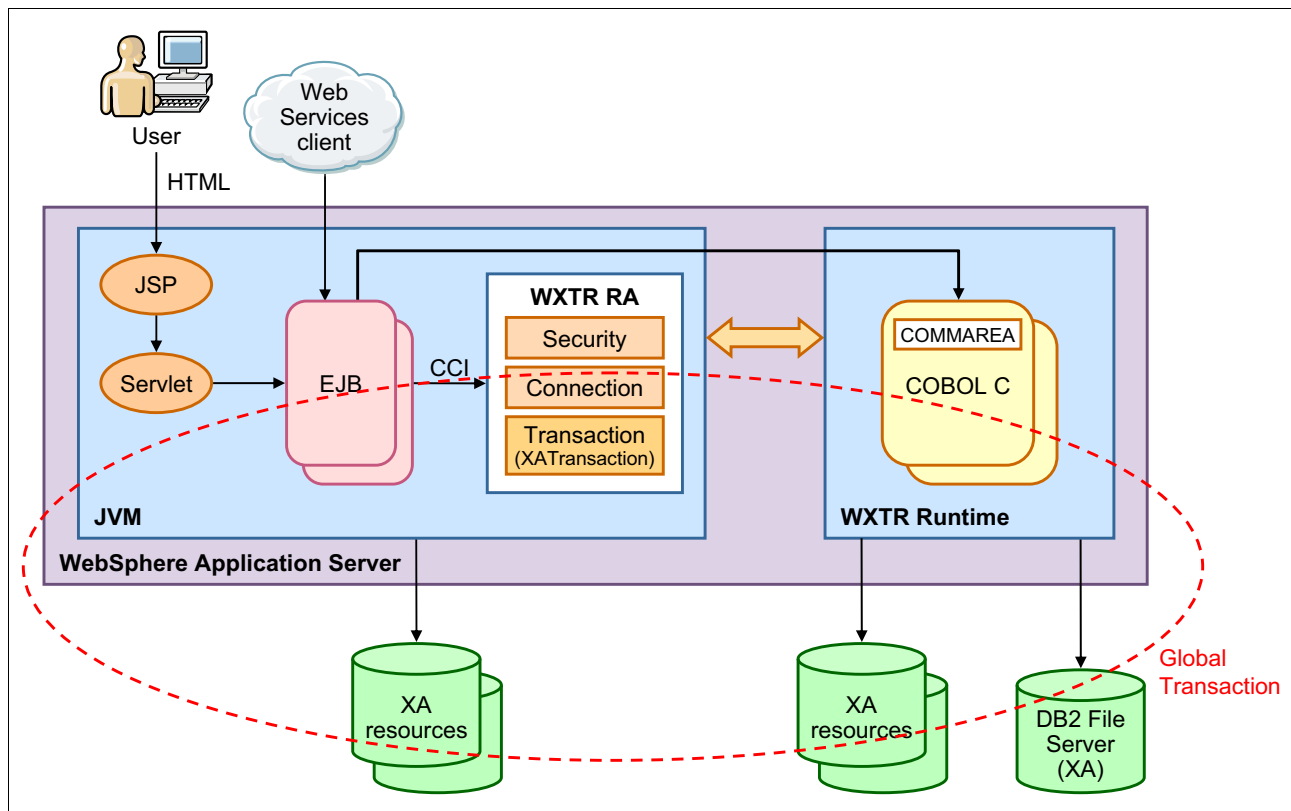 User
Web
Services
client
HTML
JSP
Servlet
EJB
CCI
WXTR RA
Security
Connection
Transaction
(XATransaction)
COMMAREA
COBOL C
JVM
WXTR Runtime
WebSphere Application Server
XA
resources
XA
resources
DB2 File
Server
(XA)
Global
Transaction